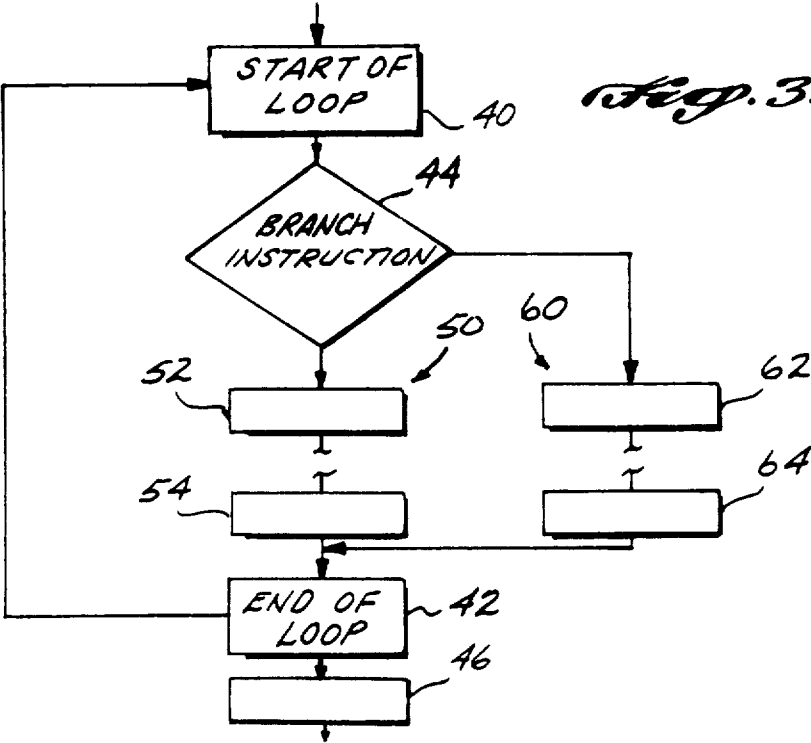 START OF
LOOP
40
Fig. 3.
44
BRANCH
INSTRUCTION
50
60
52
62
54
64
END OF
LOOP
42
46